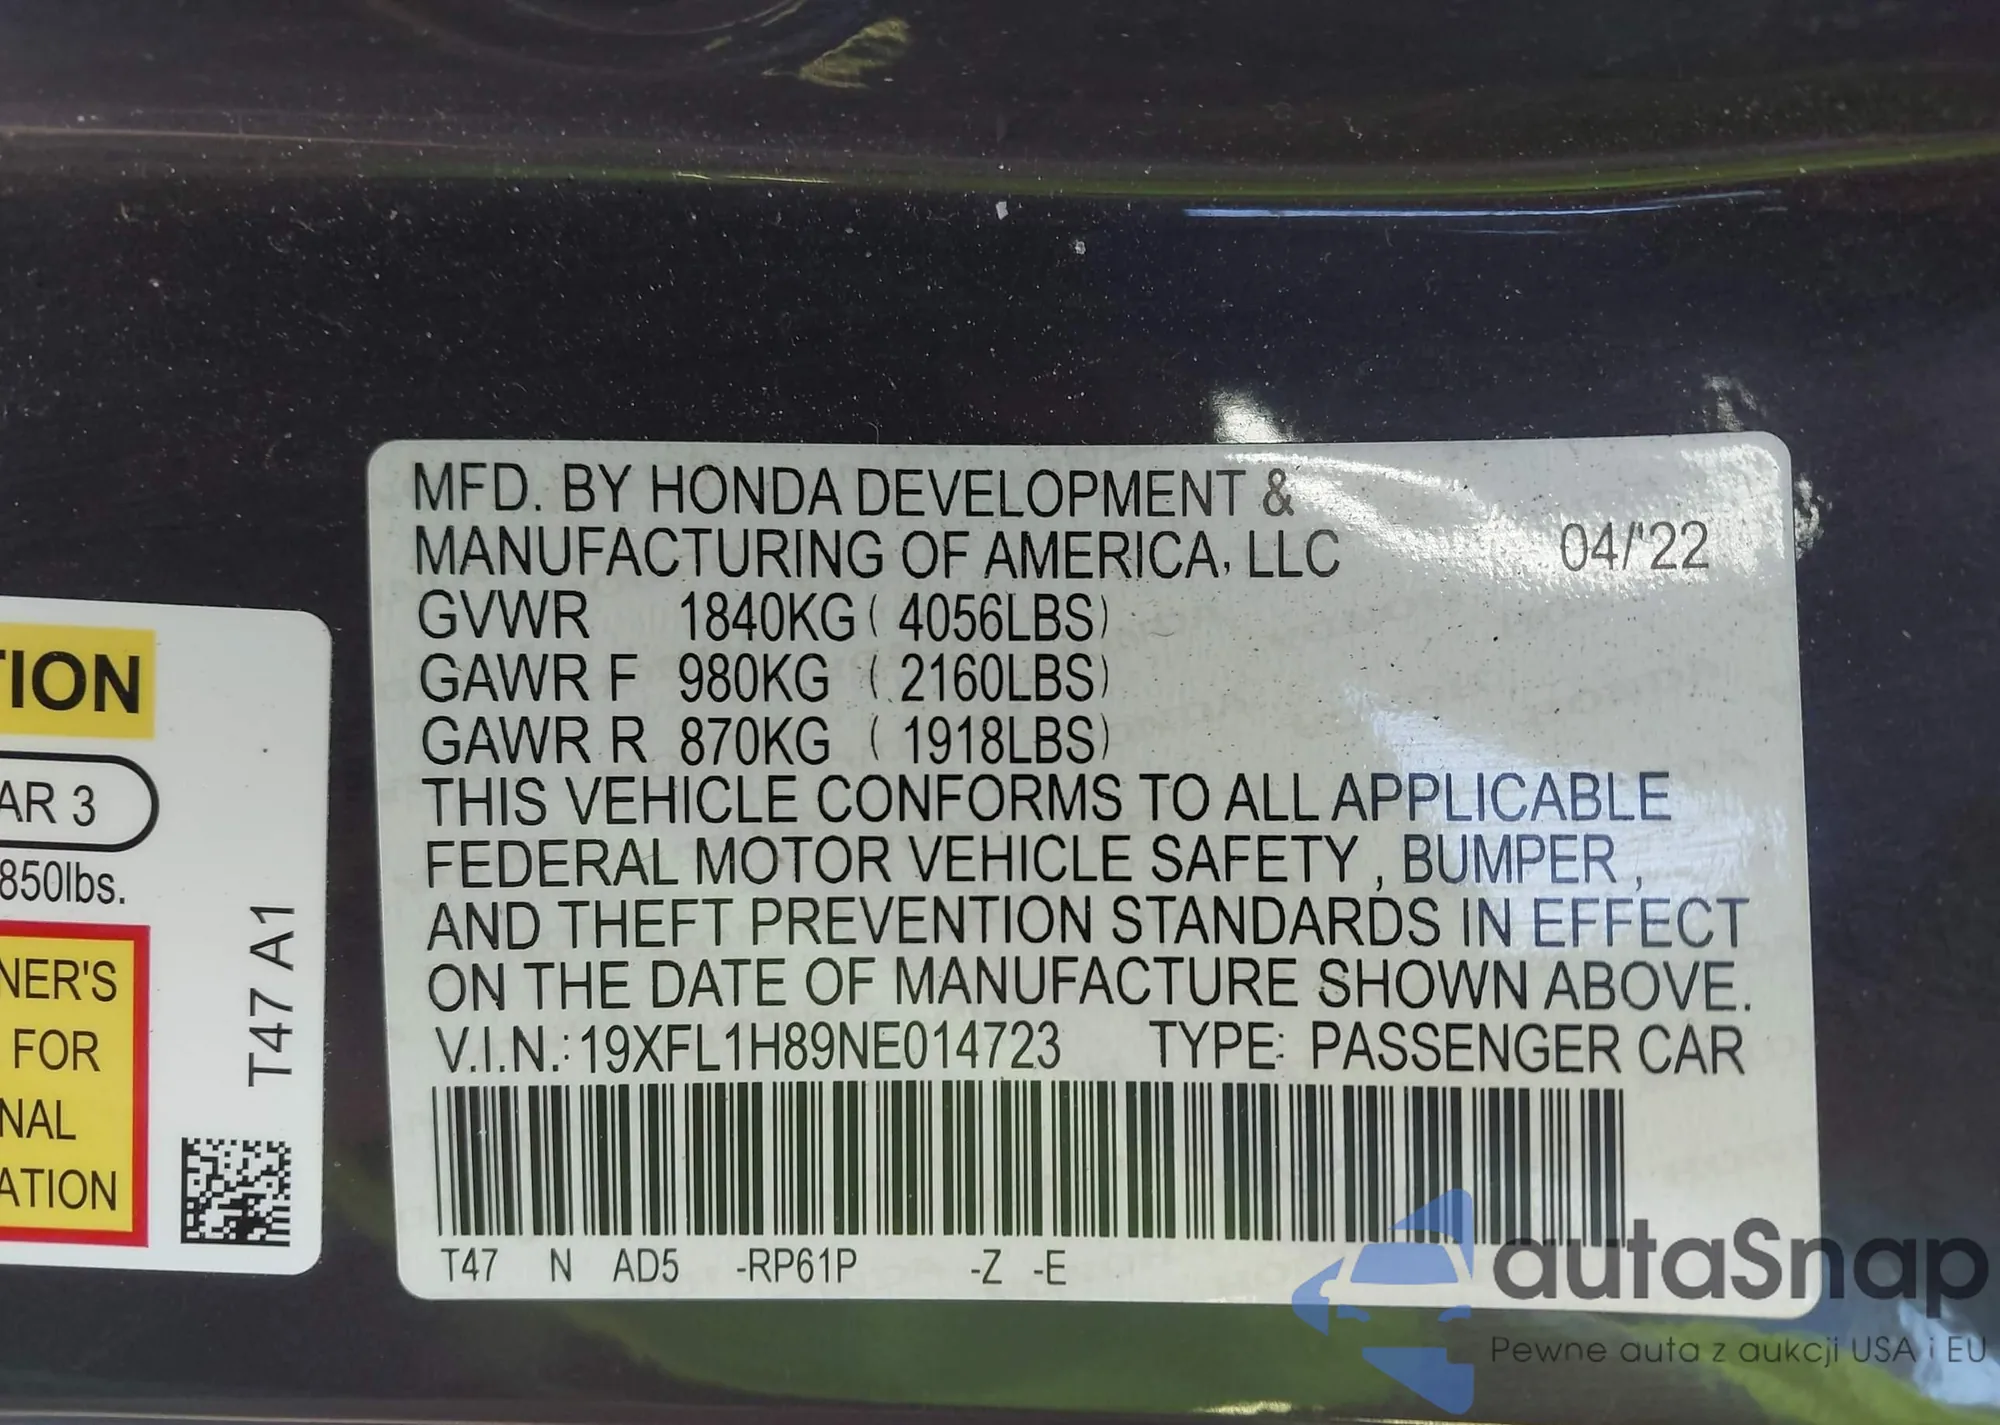 MFD. BY HONDA DEVELOPMENT &
MANUFACTURING OF AMERICA, LLC 04/'22
GVWR 1840KG ( 4056LBS)
GAWR F 980KG ( 2160LBS)
GAWR R 870KG ( 1918LBS)
THIS VEHICLE CONFORMS TO ALL APPLICABLE
FEDERAL MOTOR VEHICLE SAFETY , BUMPER ,
AND THEFT PREVENTION STANDARDS IN EFFECT
ON THE DATE OF MANUFACTURE SHOWN ABOVE.
V.I.N.: 19XFL1H89NE014723 TYPE: PASSENGER CAR
T47 N AD5 -RP61P -Z -E
TION
AR 3
850lbs.
NER'S
FOR
NAL
ATION
T47 A1
autaSnap
Pewne auta z aukcji USA i EU